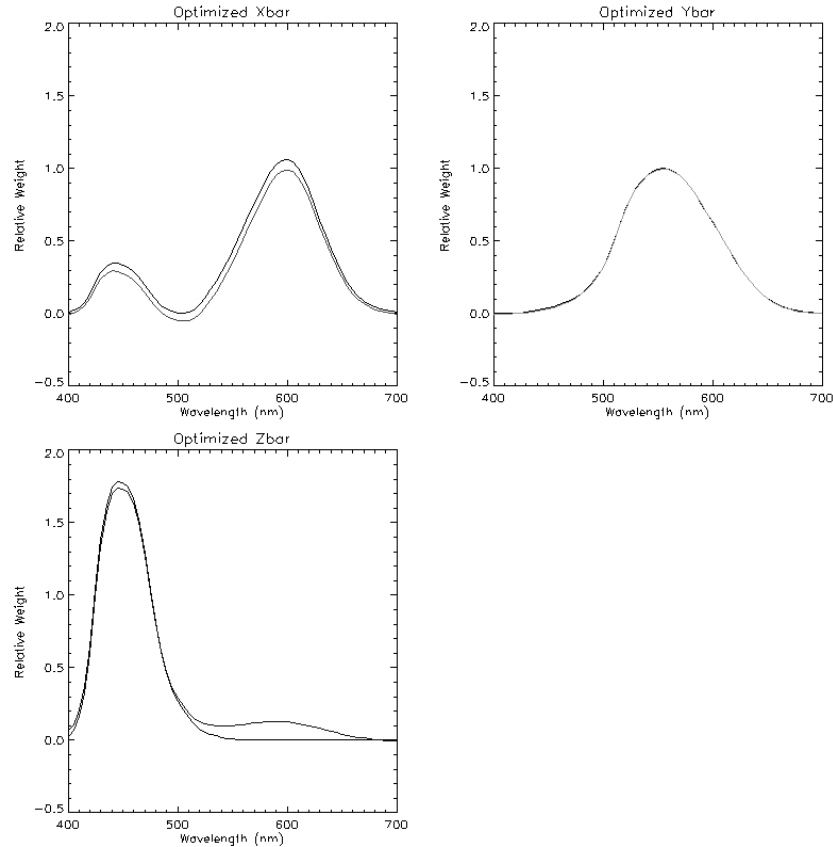 Optimized Xbar
2.0
1.5
1.0
0.5
0.0
-0.5
Relative Weight
400 500 600 700
Wavelength (nm)
Optimized Ybar
2.0
1.5
1.0
0.5
0.0
-0.5
Relative Weight
400 500 600 700
Wavelength (nm)
Optimized Zbar
2.0
1.5
1.0
0.5
0.0
-0.5
Relative Weight
400 500 600 700
Wavelength (nm)